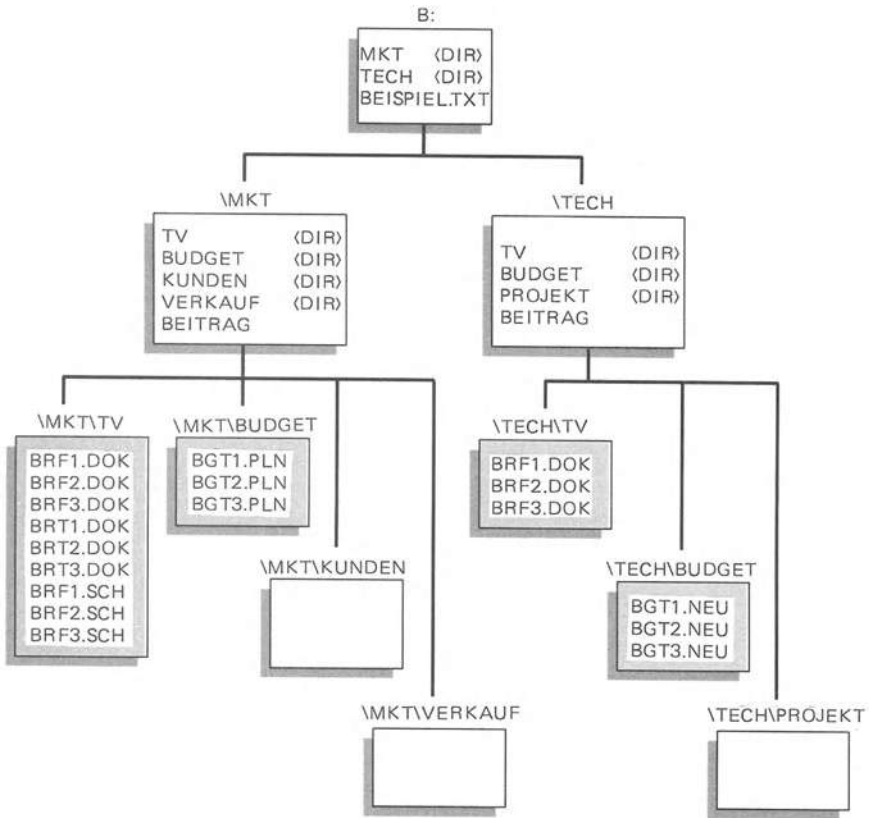 B:
MKT ⟨DIR⟩
TECH ⟨DIR⟩
BEISPIEL.TXT
\MKT
TV ⟨DIR⟩
BUDGET ⟨DIR⟩
KUNDEN ⟨DIR⟩
VERKAUF ⟨DIR⟩
BEITRAG
\TECH
TV ⟨DIR⟩
BUDGET ⟨DIR⟩
PROJEKT ⟨DIR⟩
BEITRAG
\MKT\TV
BRF1.DOK
BRF2.DOK
BRF3.DOK
BRT1.DOK
BRT2.DOK
BRT3.DOK
BRF1.SCH
BRF2.SCH
BRF3.SCH
\MKT\BUDGET
BGT1.PLN
BGT2.PLN
BGT3.PLN
\MKT\KUNDEN
\MKT\VERKAUF
\TECH\TV
BRF1.DOK
BRF2.DOK
BRF3.DOK
\TECH\BUDGET
BGT1.NEU
BGT2.NEU
BGT3.NEU
\TECH\PROJEKT